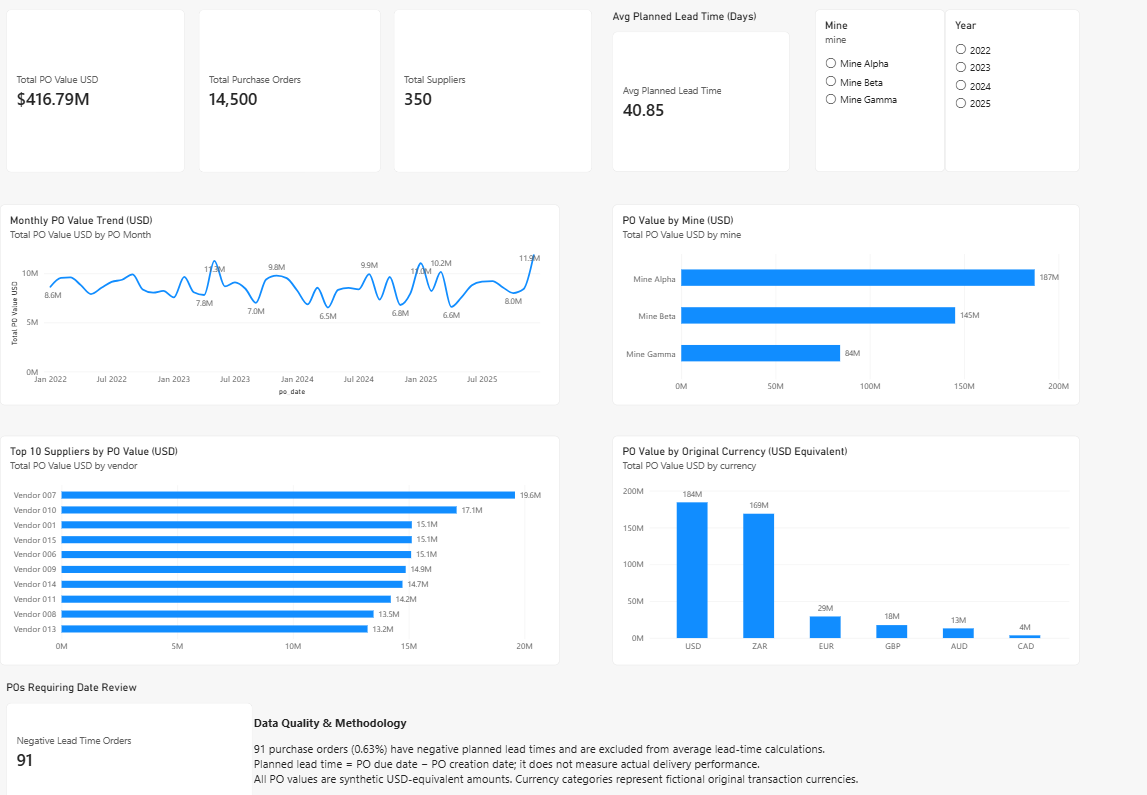 Total PO Value USD
$416.79M
Total Purchase Orders
14,500
Total Suppliers
350
Avg Planned Lead Time (Days)
Avg Planned Lead Time
40.85
Mine
mine
Mine Alpha
Mine Beta
Mine Gamma
Year
2022
2023
2024
2025
Monthly PO Value Trend (USD)
Total PO Value USD by PO Month
Total PO Value USD
10M
5M
0M
8.6M
11.3M
7.8M
7.0M
9.8M
6.5M
9.9M
6.8M
11.0M
10.2M
6.6M
8.0M
11.9M
Jan 2022
Jul 2022
Jan 2023
Jul 2023
Jan 2024
Jul 2024
Jan 2025
Jul 2025
po_date
PO Value by Mine (USD)
Total PO Value USD by mine
Mine Alpha
187M
Mine Beta
145M
Mine Gamma
84M
0M
50M
100M
150M
200M
Top 10 Suppliers by PO Value (USD)
Total PO Value USD by vendor
Vendor 007
19.6M
Vendor 010
17.1M
Vendor 001
15.1M
Vendor 015
15.1M
Vendor 006
15.1M
Vendor 009
14.9M
Vendor 014
14.7M
Vendor 011
14.2M
Vendor 008
13.5M
Vendor 013
13.2M
0M
5M
10M
15M
20M
PO Value by Original Currency (USD Equivalent)
Total PO Value USD by currency
200M
150M
100M
50M
0M
184M
169M
29M
18M
13M
4M
USD
ZAR
EUR
GBP
AUD
CAD
POs Requiring Date Review
Negative Lead Time Orders
91
Data Quality & Methodology
91 purchase orders (0.63%) have negative planned lead times and are excluded from average lead-time calculations.
Planned lead time = PO due date − PO creation date; it does not measure actual delivery performance.
All PO values are synthetic USD-equivalent amounts. Currency categories represent fictional original transaction currencies.